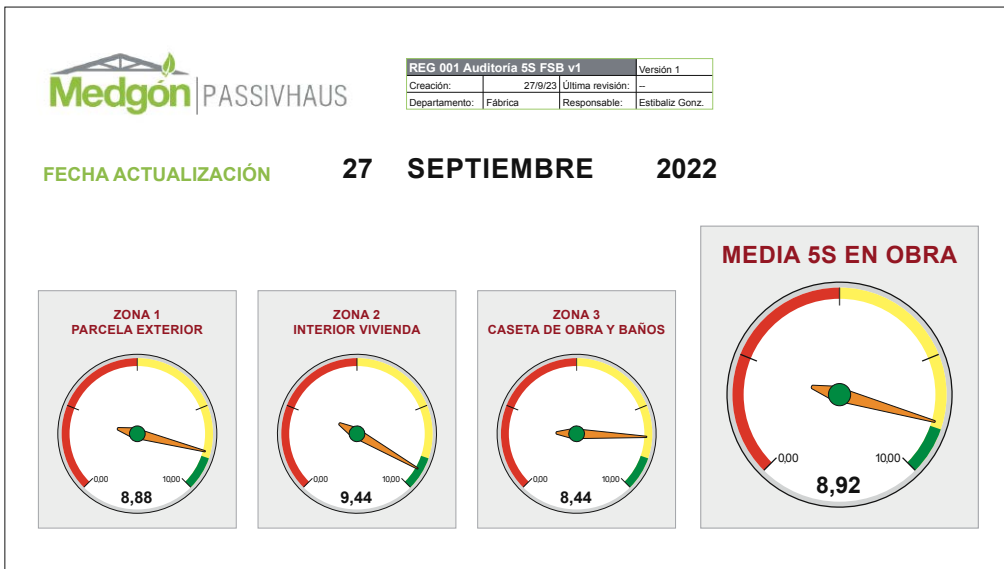 Medgón PASSIVHAUS
REG 001 Auditoría 5S FSB v1 Versión 1
Creación: 27/9/23 Última revisión: --
Departamento: Fábrica Responsable: Estibaliz Gonz.
FECHA ACTUALIZACIÓN 27 SEPTIEMBRE 2022
ZONA 1
PARCELA EXTERIOR
0,00 10,00
8,88
ZONA 2
INTERIOR VIVIENDA
0,00 10,00
9,44
ZONA 3
CASETA DE OBRA Y BAÑOS
0,00 10,00
8,44
MEDIA 5S EN OBRA
0,00 10,00
8,92